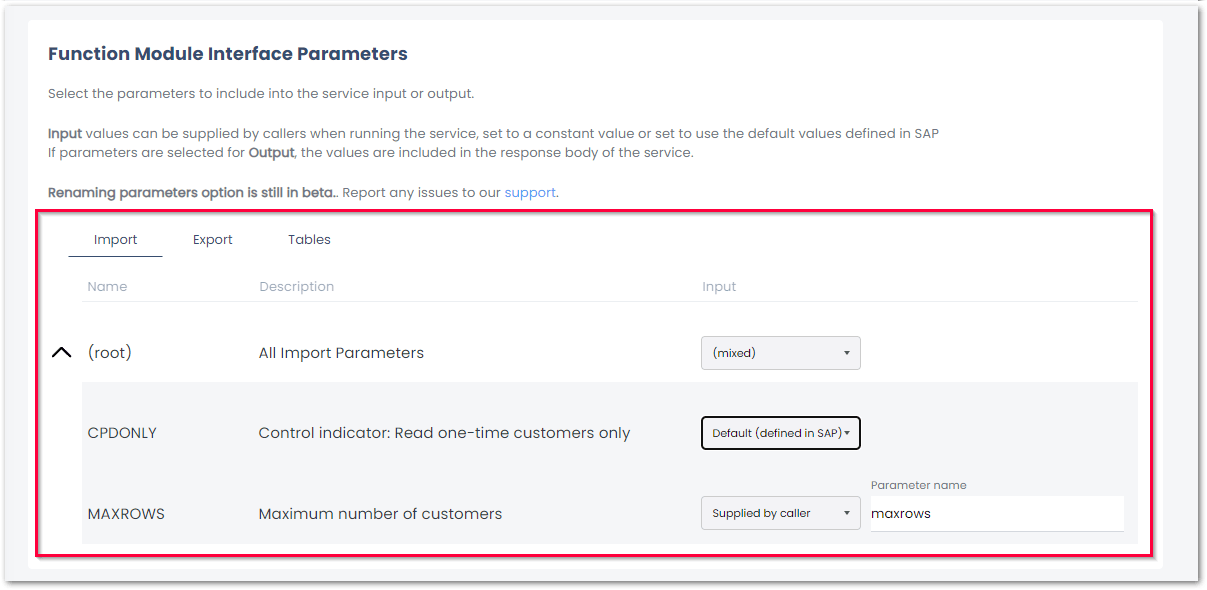 Function Module Interface Parameters
Select the parameters to include into the service input or output.
Input values can be supplied by callers when running the service, set to a constant value or set to use the default values defined in SAP
If parameters are selected for Output, the values are included in the response body of the service.
Renaming parameters option is still in beta.. Report any issues to our support.
Import Export Tables
Name Description Input
(root) All Import Parameters (mixed)
CPDONLY Control indicator: Read one-time customers only Default (defined in SAP)
Parameter name
MAXROWS Maximum number of customers Supplied by caller maxrows